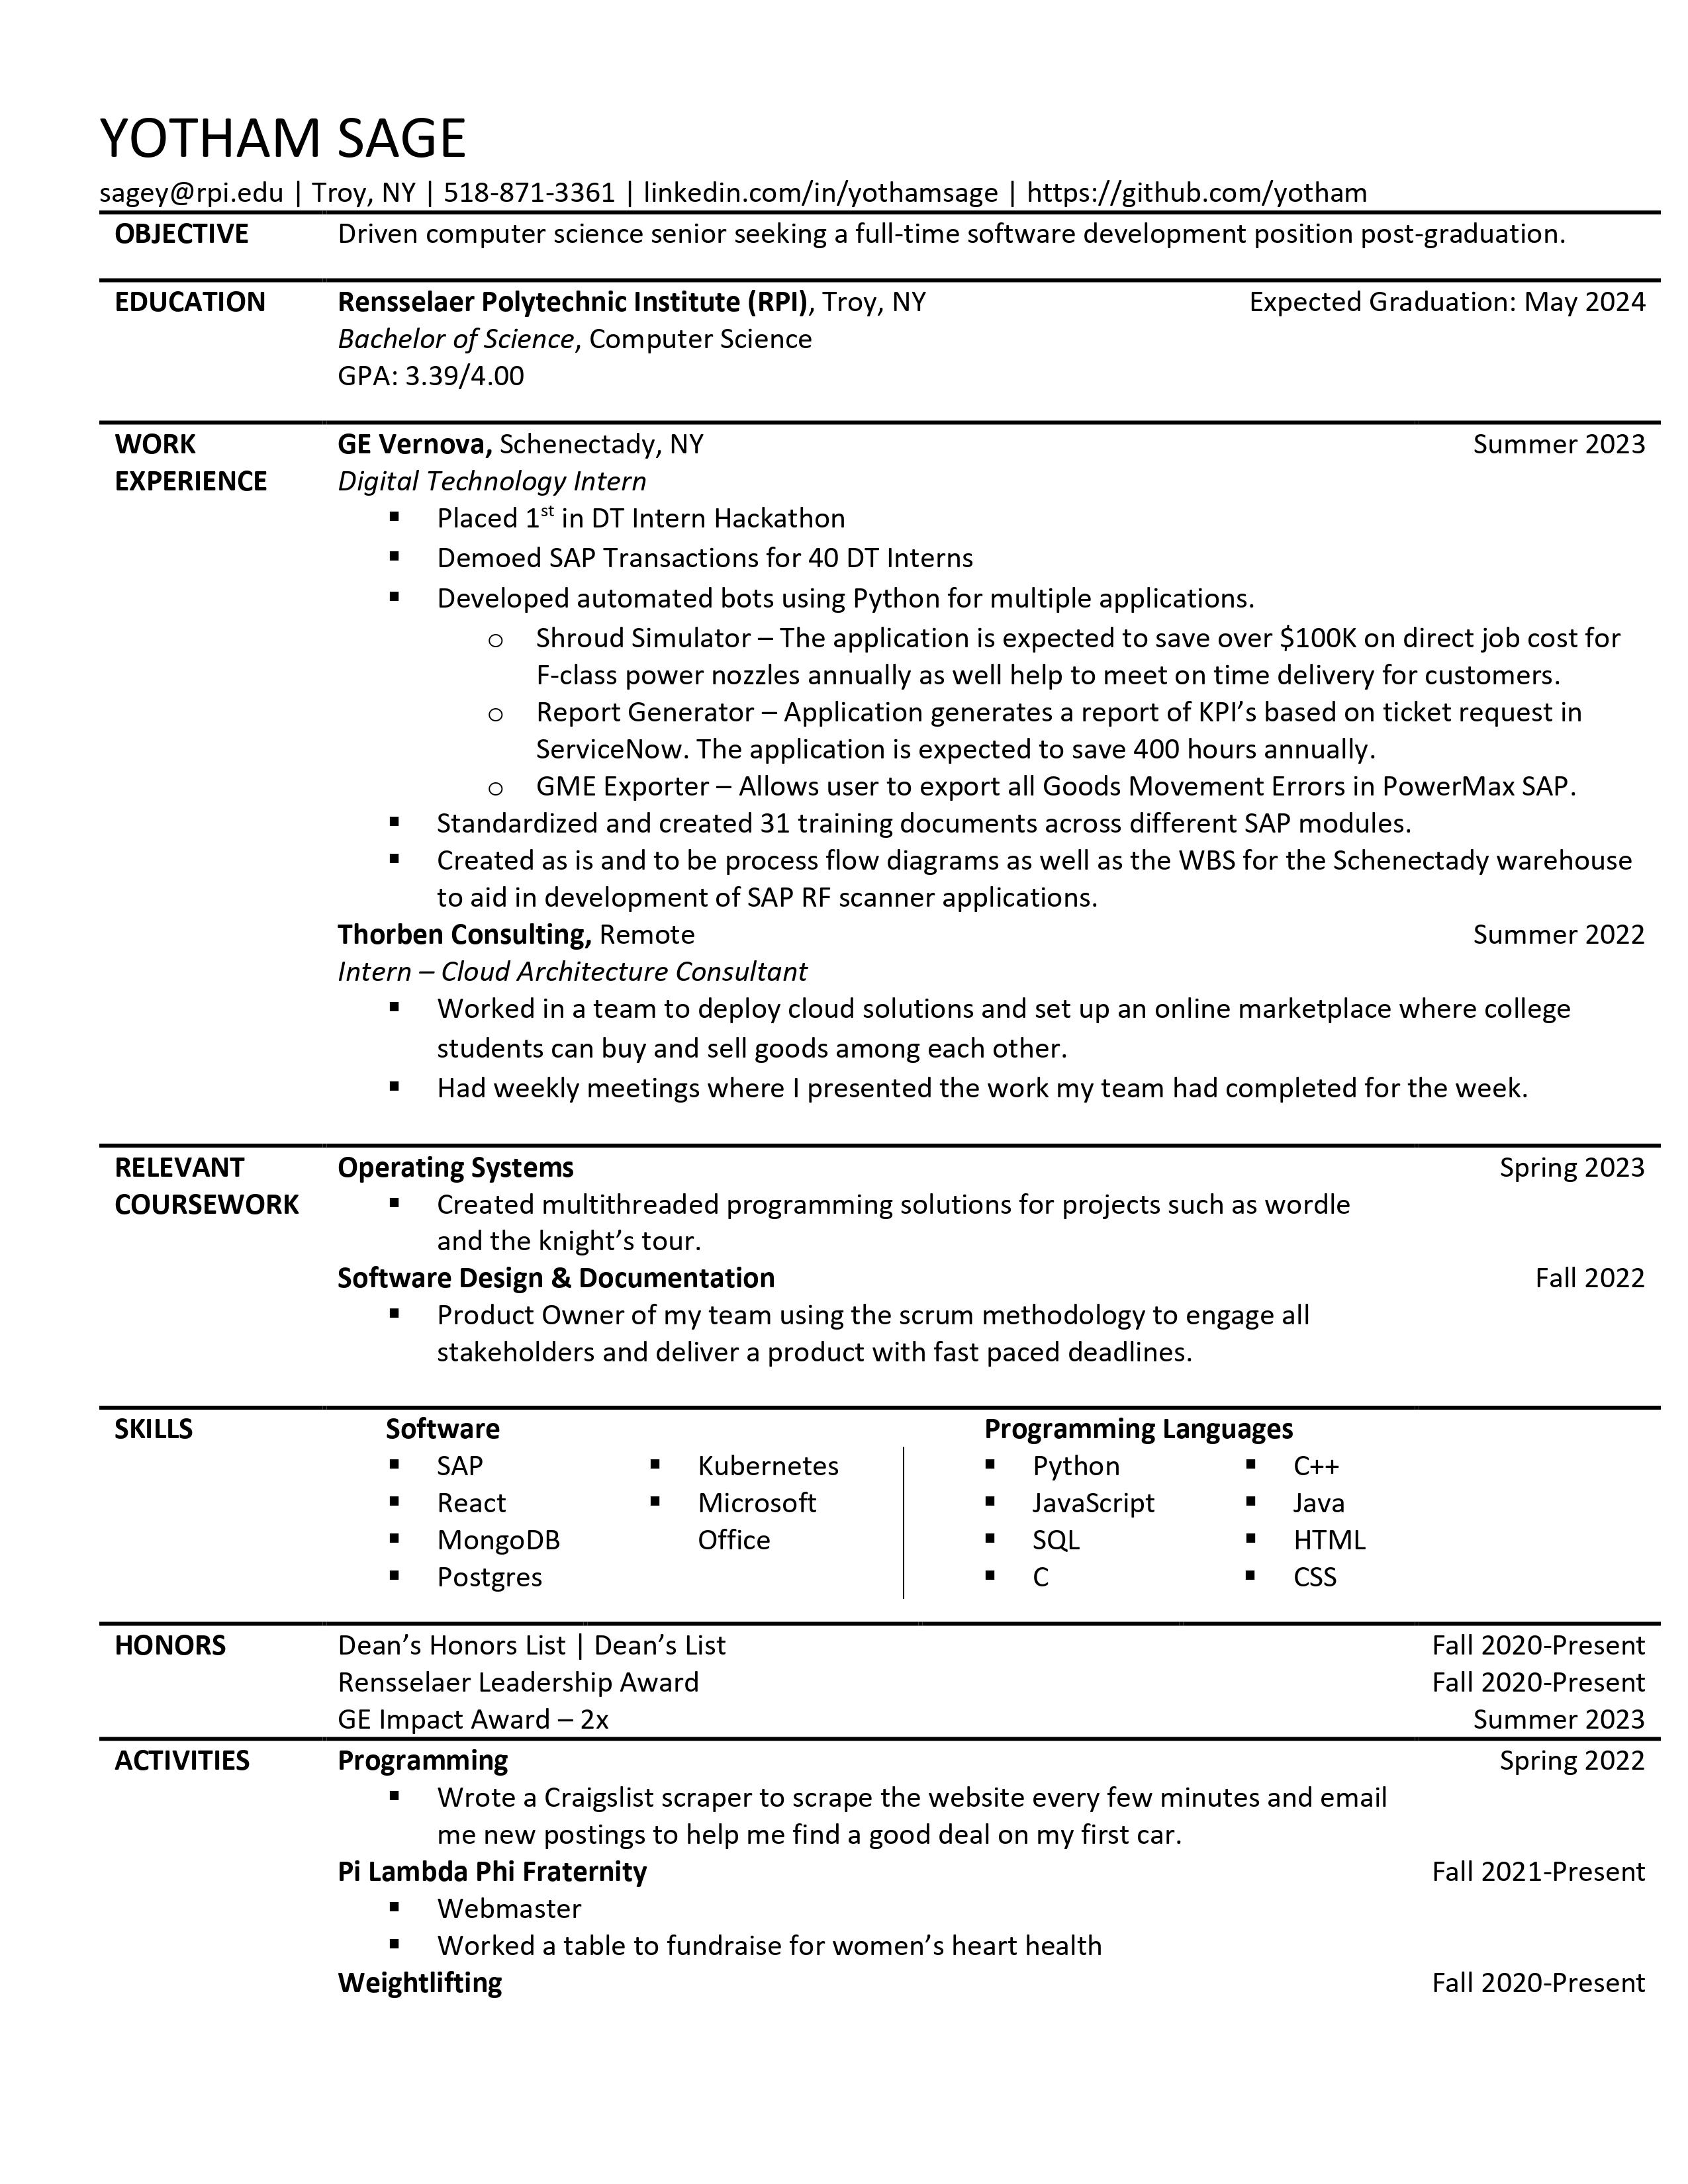 YOTHAM SAGE
sagey@rpi.edu | Troy, NY | 518-871-3361 | linkedin.com/in/yothamsage | https://github.com/yotham
OBJECTIVE Driven computer science senior seeking a full-time software development position post-graduation.
EDUCATION Rensselaer Polytechnic Institute (RPI), Troy, NY Expected Graduation: May 2024
Bachelor of Science, Computer Science
GPA: 3.39/4.00
WORK GE Vernova, Schenectady, NY Summer 2023
EXPERIENCE Digital Technology Intern
▪ Placed 1st in DT Intern Hackathon
▪ Demoed SAP Transactions for 40 DT Interns
▪ Developed automated bots using Python for multiple applications.
o Shroud Simulator – The application is expected to save over $100K on direct job cost for
F-class power nozzles annually as well help to meet on time delivery for customers.
o Report Generator – Application generates a report of KPI’s based on ticket request in
ServiceNow. The application is expected to save 400 hours annually.
o GME Exporter – Allows user to export all Goods Movement Errors in PowerMax SAP.
▪ Standardized and created 31 training documents across different SAP modules.
▪ Created as is and to be process flow diagrams as well as the WBS for the Schenectady warehouse
to aid in development of SAP RF scanner applications.
Thorben Consulting, Remote Summer 2022
Intern – Cloud Architecture Consultant
▪ Worked in a team to deploy cloud solutions and set up an online marketplace where college
students can buy and sell goods among each other.
▪ Had weekly meetings where I presented the work my team had completed for the week.
RELEVANT Operating Systems Spring 2023
COURSEWORK ▪ Created multithreaded programming solutions for projects such as wordle
and the knight’s tour.
Software Design & Documentation Fall 2022
▪ Product Owner of my team using the scrum methodology to engage all
stakeholders and deliver a product with fast paced deadlines.
SKILLS Software Programming Languages
▪ SAP ▪ Kubernetes ▪ Python ▪ C++
▪ React ▪ Microsoft ▪ JavaScript ▪ Java
▪ MongoDB Office ▪ SQL ▪ HTML
▪ Postgres ▪ C ▪ CSS
HONORS Dean’s Honors List | Dean’s List Fall 2020-Present
Rensselaer Leadership Award Fall 2020-Present
GE Impact Award – 2x Summer 2023
ACTIVITIES Programming Spring 2022
▪ Wrote a Craigslist scraper to scrape the website every few minutes and email
me new postings to help me find a good deal on my first car.
Pi Lambda Phi Fraternity Fall 2021-Present
▪ Webmaster
▪ Worked a table to fundraise for women’s heart health
Weightlifting Fall 2020-Present